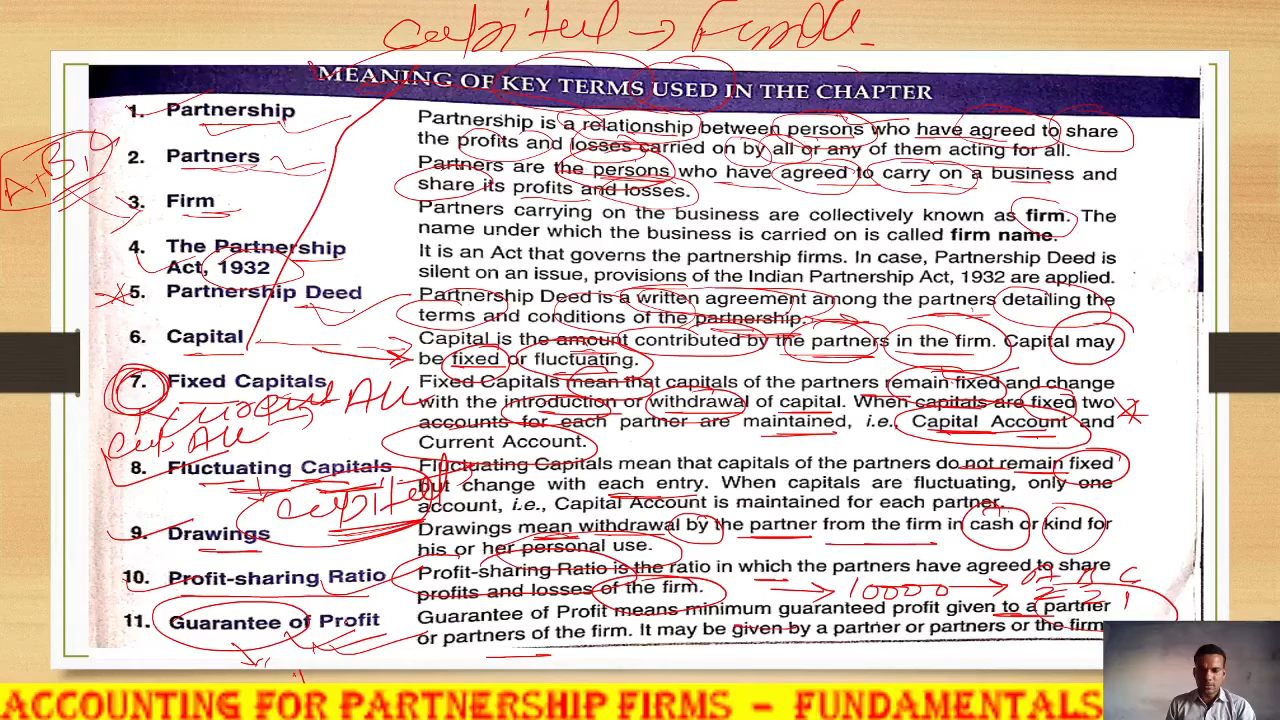 capital → Funds
MEANING OF KEY TERMS USED IN THE CHAPTER
1. Partnership
Partnership is a relationship between persons who have agreed to share
the profits and losses carried on by all or any of them acting for all.
2. Partners
Partners are the persons who have agreed to carry on a business and
share its profits and losses.
A+B
3. Firm
Partners carrying on the business are collectively known as firm. The
name under which the business is carried on is called firm name.
4. The Partnership
Act, 1932
It is an Act that governs the partnership firms. In case, Partnership Deed is
silent on an issue, provisions of the Indian Partnership Act, 1932 are applied.
5. Partnership Deed
Partnership Deed is a written agreement among the partners detailing the
terms and conditions of the partnership.
6. Capital
Capital is the amount contributed by the partners in the firm. Capital may
be fixed or fluctuating.
7. Fixed Capitals
Fixed Capitals mean that capitals of the partners remain fixed and change
with the introduction or withdrawal of capital. When capitals are fixed two
accounts for each partner are maintained, i.e., Capital Account and
Current Account.
Current A/c
Cap A/c
8. Fluctuating Capitals
Fluctuating Capitals mean that capitals of the partners do not remain fixed
but change with each entry. When capitals are fluctuating, only one
account, i.e., Capital Account is maintained for each partner.
capital
9. Drawings
Drawings mean withdrawal by the partner from the firm in cash or kind for
his or her personal use.
10. Profit-sharing Ratio
Profit-sharing Ratio is the ratio in which the partners have agreed to share
profits and losses of the firm.
→ 10000 → A B C
2 2 1
11. Guarantee of Profit
Guarantee of Profit means minimum guaranteed profit given to a partner
or partners of the firm. It may be given by a partner or partners or the firm
ACCOUNTING FOR PARTNERSHIP FIRMS - FUNDAMENTALS